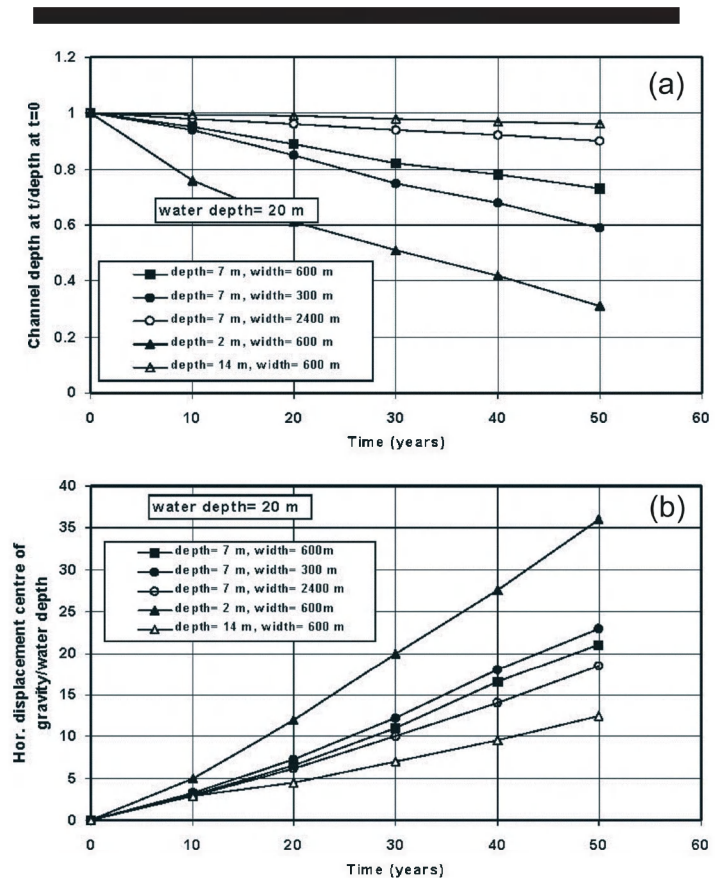 1.2
(a)
1
0.8
0.6
0.4
0.2
0
Channel depth at t/depth at t=0
water depth= 20 m
depth= 7 m, width= 600 m
depth= 7 m, width= 300 m
depth= 7 m, width= 2400 m
depth= 2 m, width= 600 m
depth= 14 m, width= 600 m
0 10 20 30 40 50 60
Time (years)
40
(b)
35
30
25
20
15
10
5
0
Hor. displacement centre of
gravity/water depth
water depth= 20 m
depth= 7 m, width= 600m
depth= 7 m, width= 300 m
depth= 7 m, width= 2400 m
depth= 2 m, width= 600m
depth= 14 m, width= 600 m
0 10 20 30 40 50 60
Time (years)